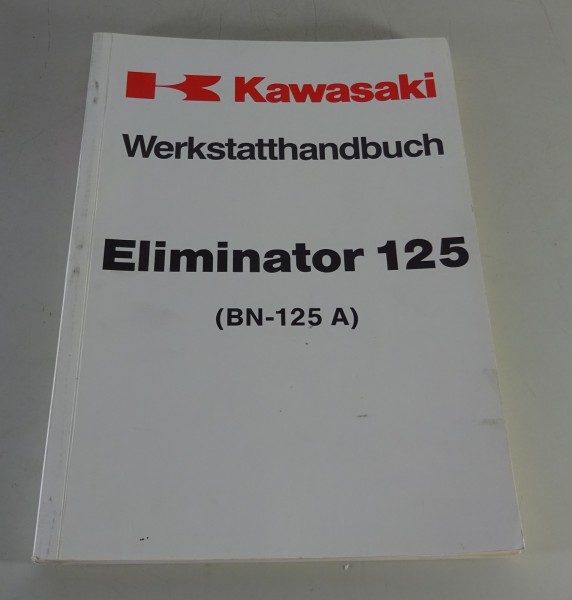 Kawasaki
Werkstatthandbuch
Eliminator 125
(BN-125 A)